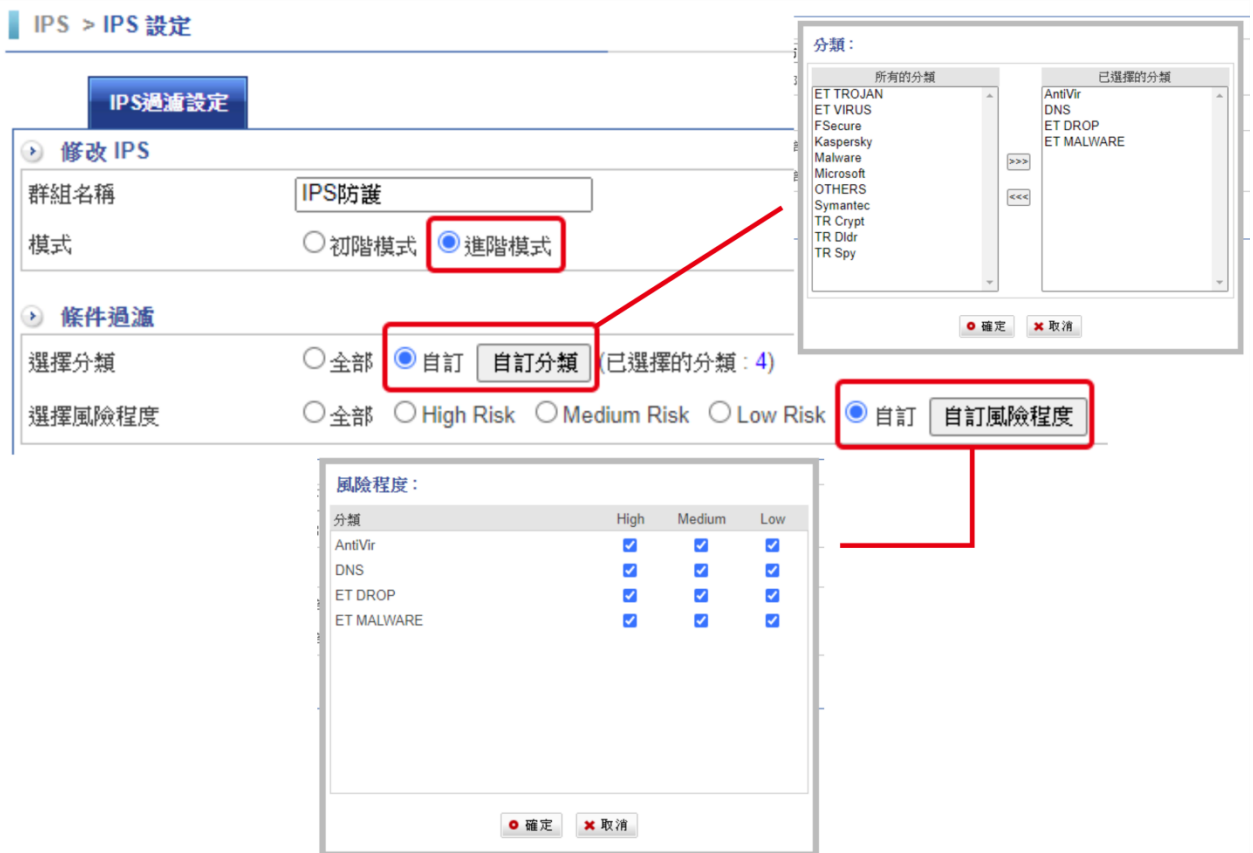 IPS > IPS 設定
IPS過濾設定
修改 IPS
群組名稱 IPS防護
模式 初階模式 進階模式
條件過濾
選擇分類 全部 自訂 自訂分類 (已選擇的分類 : 4)
選擇風險程度 全部 High Risk Medium Risk Low Risk 自訂 自訂風險程度
分類 :
所有的分類 已選擇的分類
ET TROJAN
ET VIRUS
FSecure
Kaspersky
Malware
Microsoft
OTHERS
Symantec
TR Crypt
TR Dldr
TR Spy
>>>
<<<
AntiVir
DNS
ET DROP
ET MALWARE
確定 取消
風險程度 :
分類 High Medium Low
AntiVir
DNS
ET DROP
ET MALWARE
確定 取消